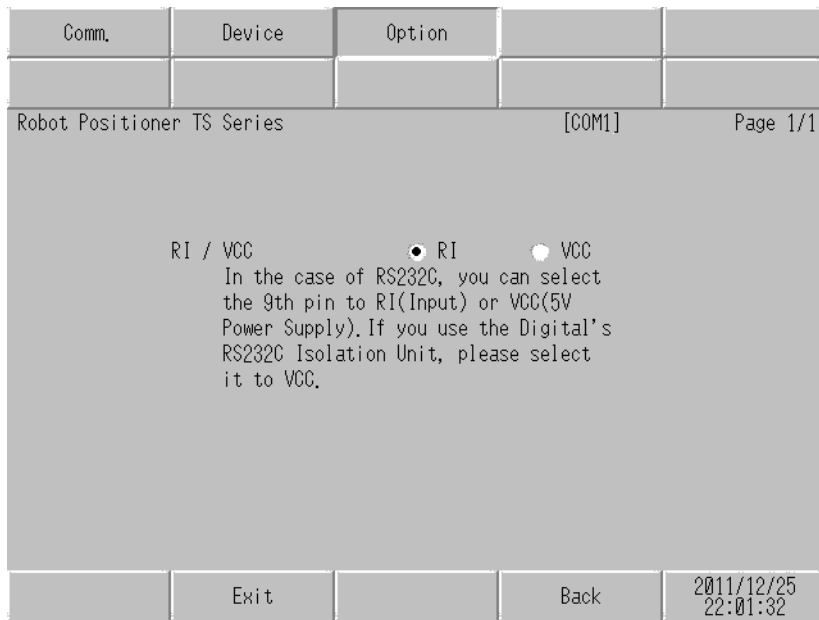 Comm. Device Option
Robot Positioner TS Series [COM1] Page 1/1
RI / VCC RI VCC
In the case of RS232C, you can select
the 9th pin to RI(Input) or VCC(5V
Power Supply).If you use the Digital's
RS232C Isolation Unit, please select
it to VCC.
Exit Back 2011/12/25
22:01:32